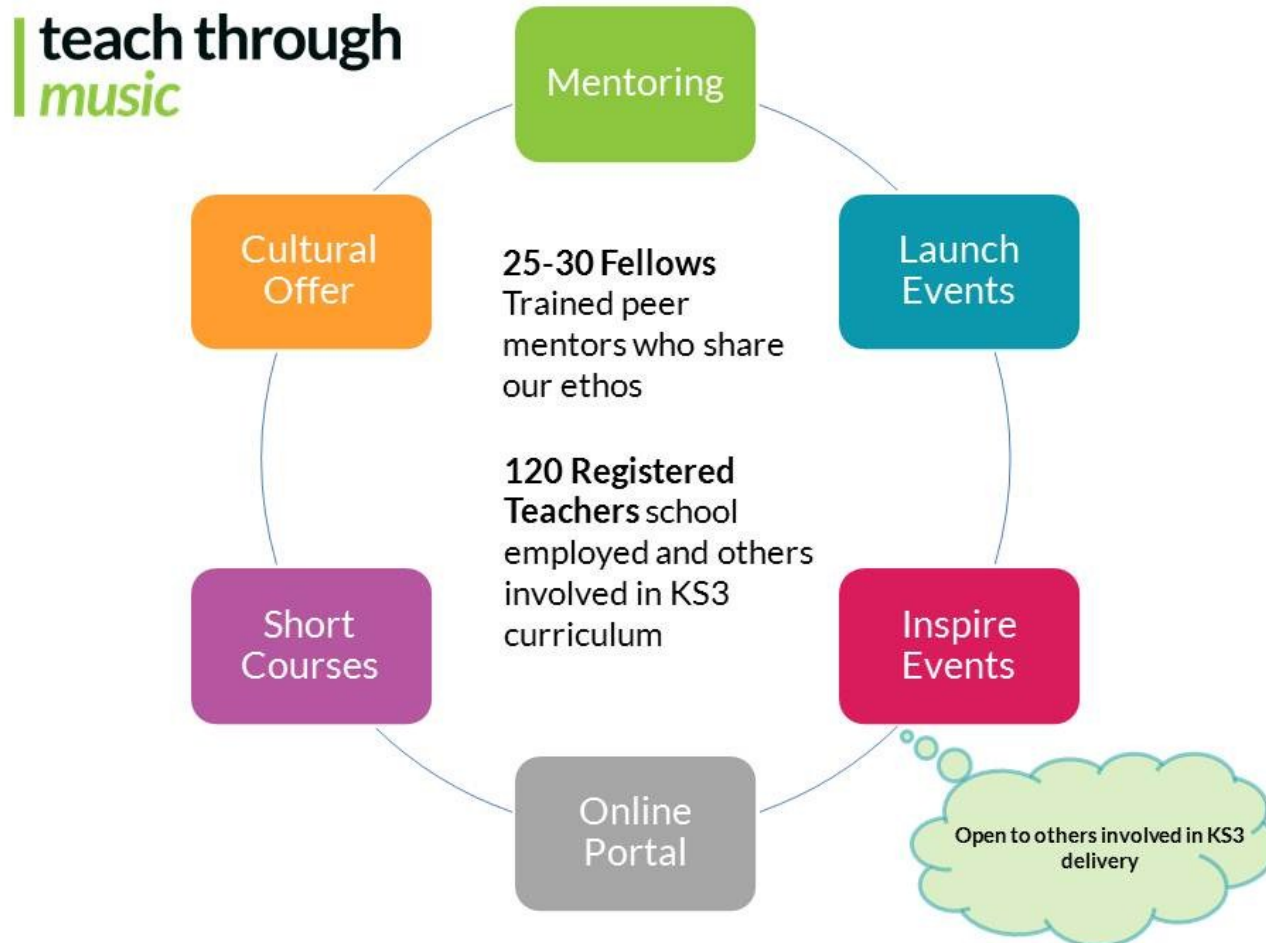 teach through
music
Mentoring
Launch
Events
Inspire
Events
Open to others involved in KS3
delivery
Online
Portal
Short
Courses
Cultural
Offer
25-30 Fellows
Trained peer
mentors who share
our ethos
120 Registered
Teachers school
employed and others
involved in KS3
curriculum